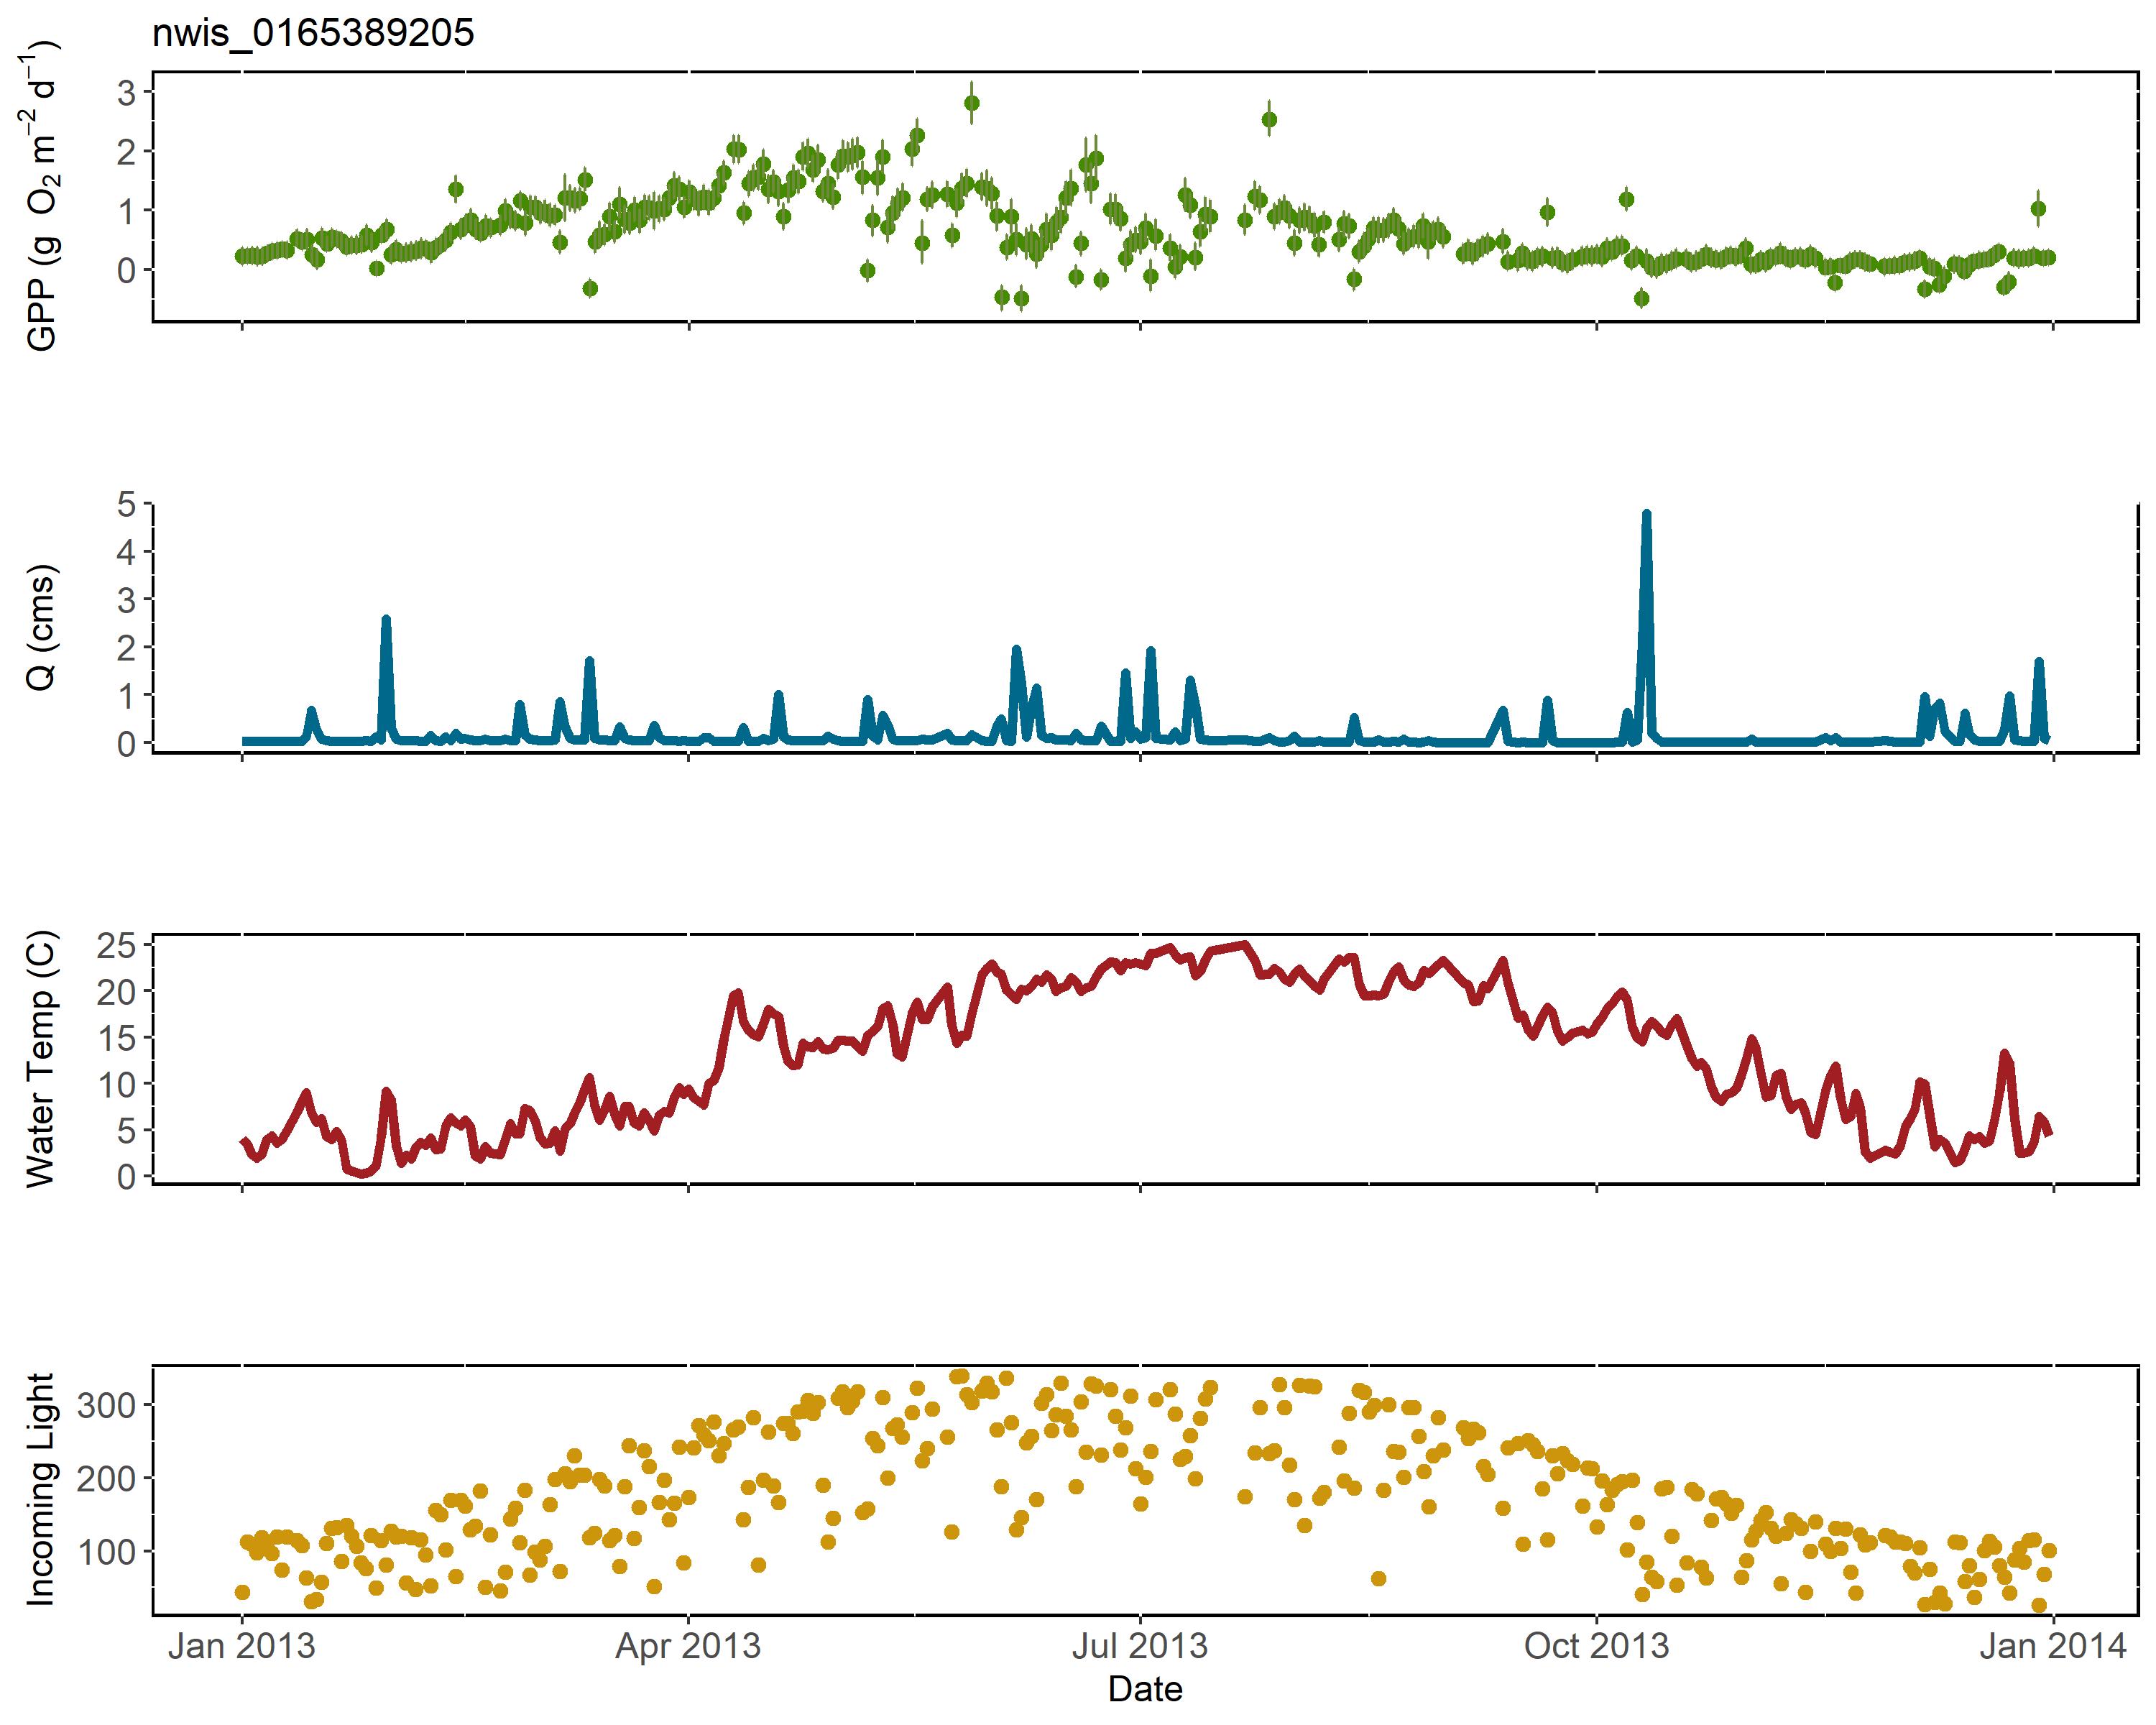 nwis_0165389205
GPP (g O₂ m⁻² d⁻¹)
3
2
1
0
Q (cms)
5
4
3
2
1
0
Water Temp (C)
25
20
15
10
5
0
Incoming Light
300
200
100
Jan 2013 Apr 2013 Jul 2013 Oct 2013 Jan 2014
Date